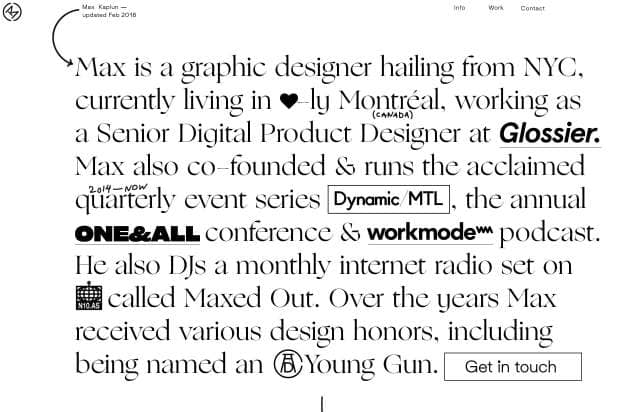 Max Kaplun —
updated Feb 2018
Info Work Contact
Max is a graphic designer hailing from NYC,
currently living in ♥-ly Montréal, working as
(CANADA)
a Senior Digital Product Designer at Glossier.
Max also co-founded & runs the acclaimed
2014—NOW
quarterly event series Dynamic/MTL, the annual
ONE&ALL conference & workmode podcast.
He also DJs a monthly internet radio set on
N10.AS called Maxed Out. Over the years Max
received various design honors, including
being named an Young Gun. Get in touch